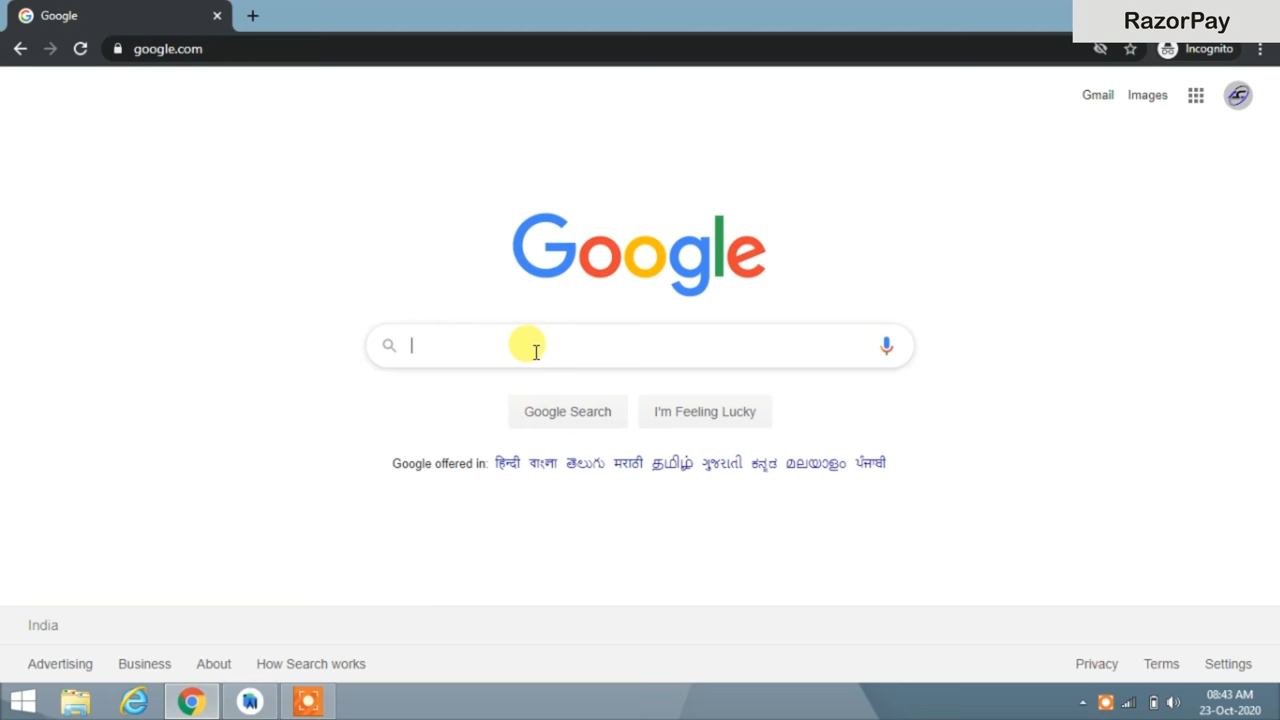 Google
RazorPay
google.com
Incognito
Gmail Images
Google
Google Search I'm Feeling Lucky
Google offered in: हिन्दी বাংলা తెలుగు मराठी தமிழ் ગુજરાતી ಕನ್ನಡ മലയാളം ਪੰਜਾਬੀ
India
Advertising Business About How Search works Privacy Terms Settings
08:43 AM
23-Oct-2020